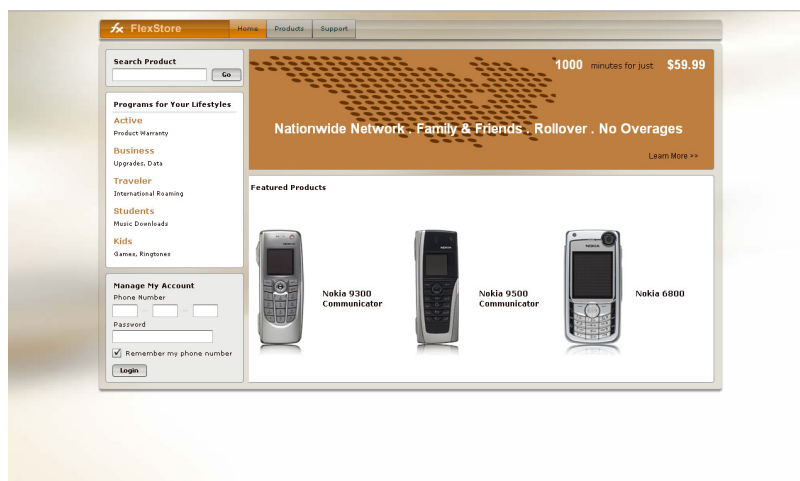 fx FlexStore
Home Products Support
Search Product
Go
Programs for Your Lifestyles
Active
Product Warranty
Business
Upgrades, Data
Traveler
International Roaming
Students
Music Downloads
Kids
Games, Ringtones
Manage My Account
Phone Number
Password
Remember my phone number
Login
1000 minutes for just $59.99
Nationwide Network . Family & Friends . Rollover . No Overages
Learn More >>
Featured Products
Nokia 9300
Communicator
Nokia 9500
Communicator
NOKIA
Nokia 6800